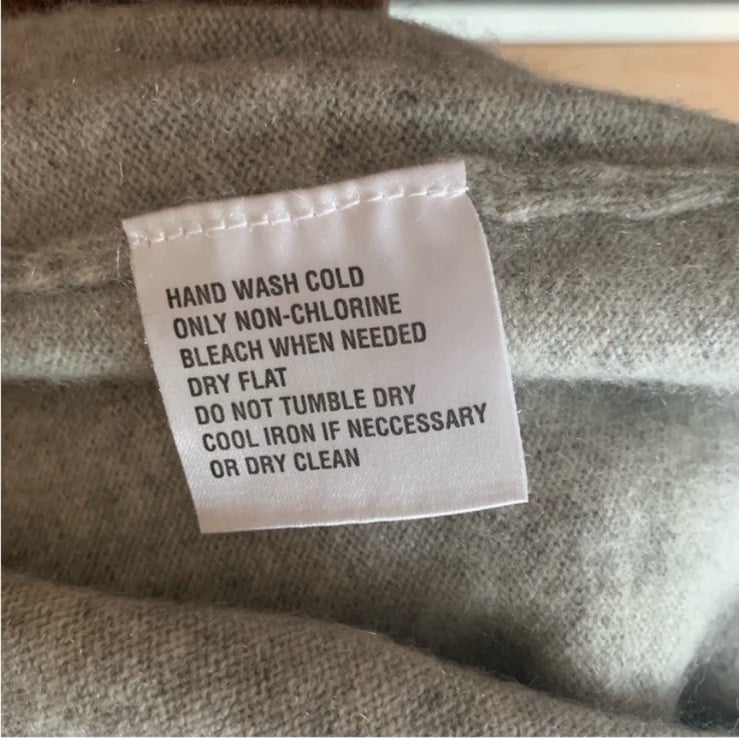 HAND WASH COLD
ONLY NON-CHLORINE
BLEACH WHEN NEEDED
DRY FLAT
DO NOT TUMBLE DRY
COOL IRON IF NECCESSARY
OR DRY CLEAN